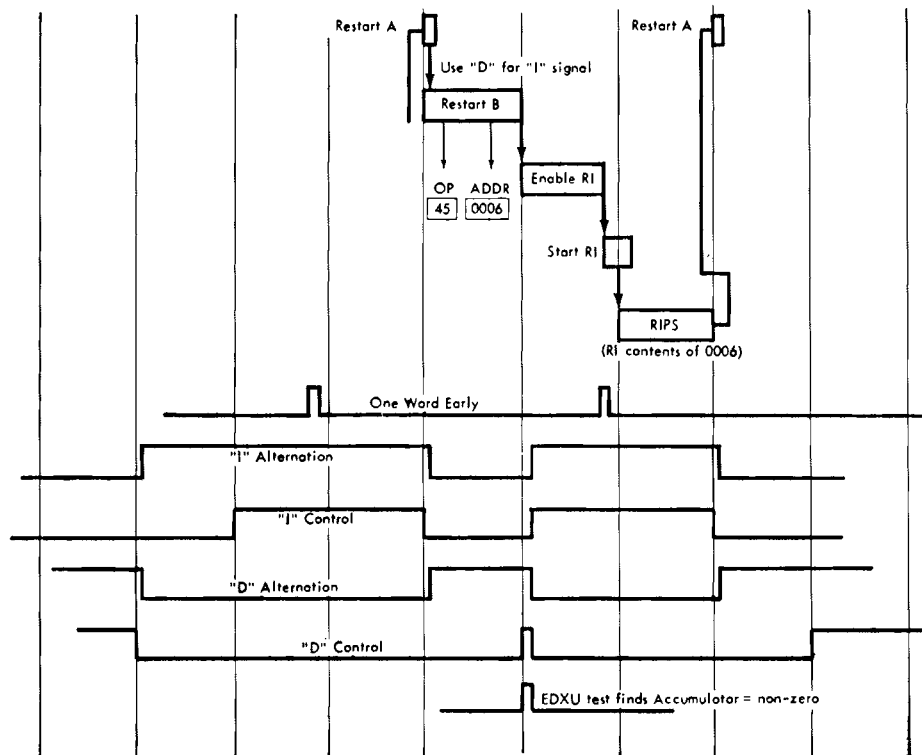 Restart A
Restart A
Use "D" for "I" signal
Restart B
OP ADDR
45 0006
Enable RI
Start RI
RIPS
(RI contents of 0006)
One Word Early
"I" Alternation
"I" Control
"D" Alternation
"D" Control
EDXU test finds Accumulator = non-zero